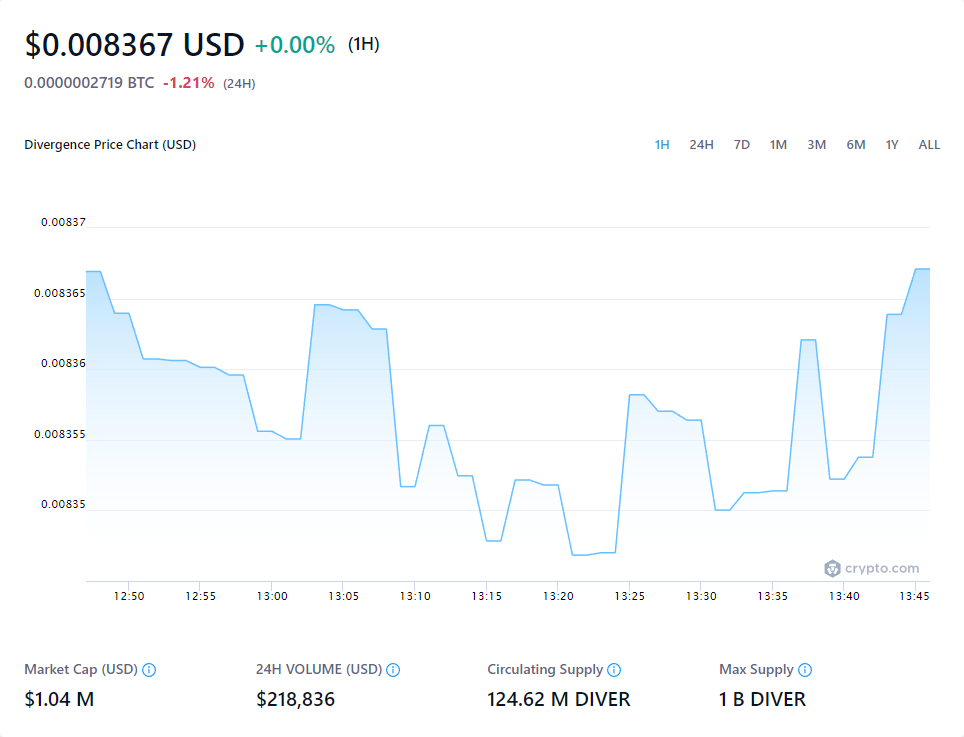 $0.008367 USD +0.00% (1H)
0.0000002719 BTC -1.21% (24H)
Divergence Price Chart (USD) 1H 24H 7D 1M 3M 6M 1Y ALL
0.00837
0.008365
0.00836
0.008355
0.00835
crypto.com
12:50 12:55 13:00 13:05 13:10 13:15 13:20 13:25 13:30 13:35 13:40 13:45
Market Cap (USD) 24H VOLUME (USD) Circulating Supply Max Supply
$1.04 M $218,836 124.62 M DIVER 1 B DIVER